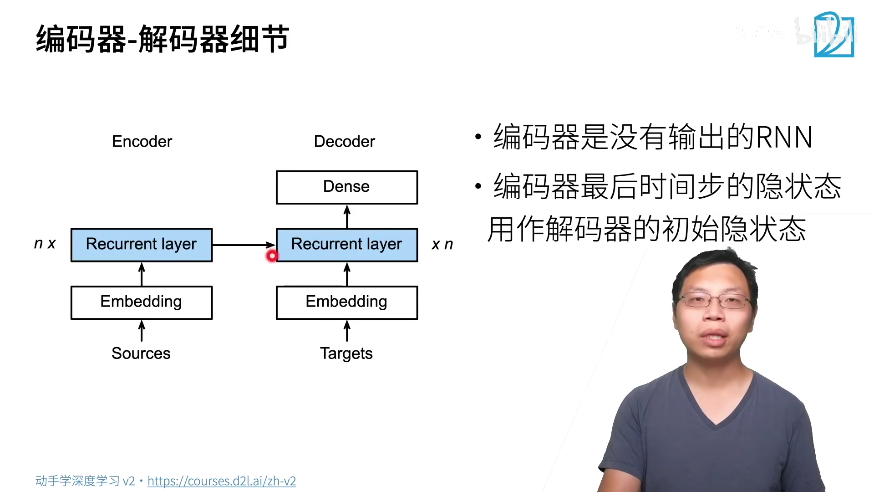 编码器-解码器细节
Encoder
Decoder
Dense
n x
Recurrent layer
Recurrent layer
x n
Embedding
Embedding
Sources
Targets
• 编码器是没有输出的RNN
• 编码器最后时间步的隐状态
用作解码器的初始隐状态
动手学深度学习 v2 • https://courses.d2l.ai/zh-v2